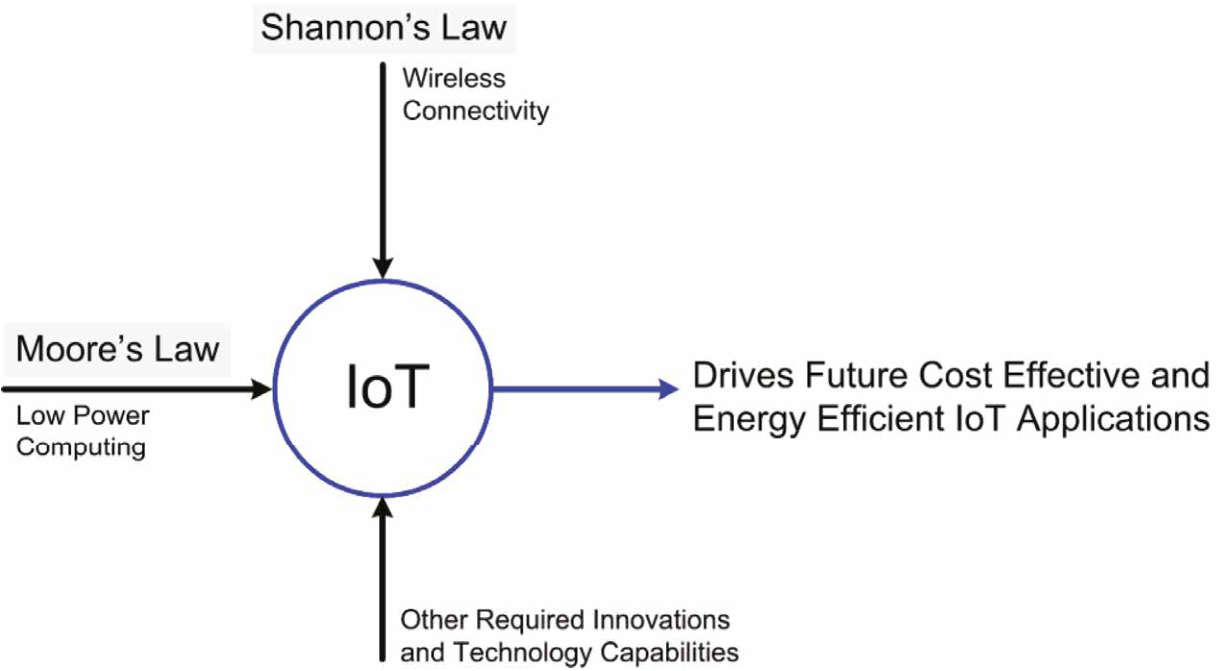 Shannon’s Law
Wireless
Connectivity
Moore’s Law
Low Power
Computing
IoT
Drives Future Cost Effective and
Energy Efficient IoT Applications
Other Required Innovations
and Technology Capabilities